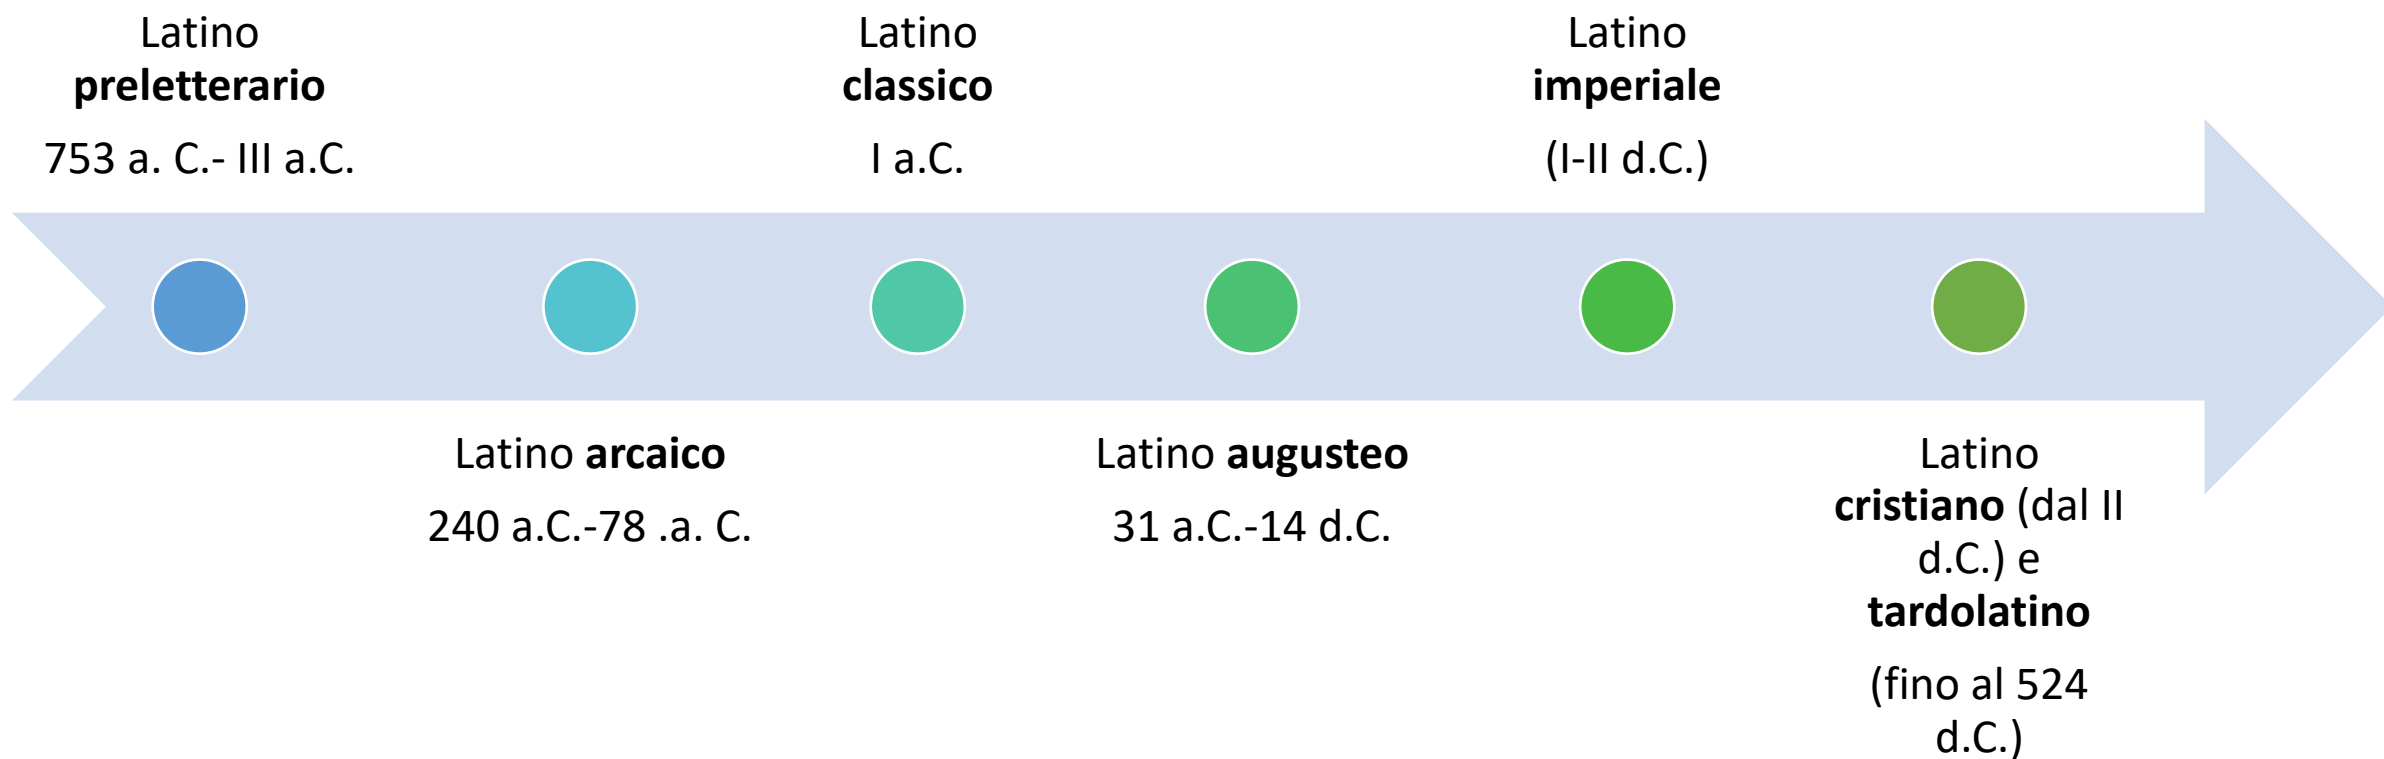 Latino
preletterario
753 a. C.- III a.C.
Latino arcaico
240 a.C.-78 .a. C.
Latino
classico
I a.C.
Latino augusteo
31 a.C.-14 d.C.
Latino
imperiale
(I-II d.C.)
Latino
cristiano (dal II
d.C.) e
tardolatino
(fino al 524
d.C.)